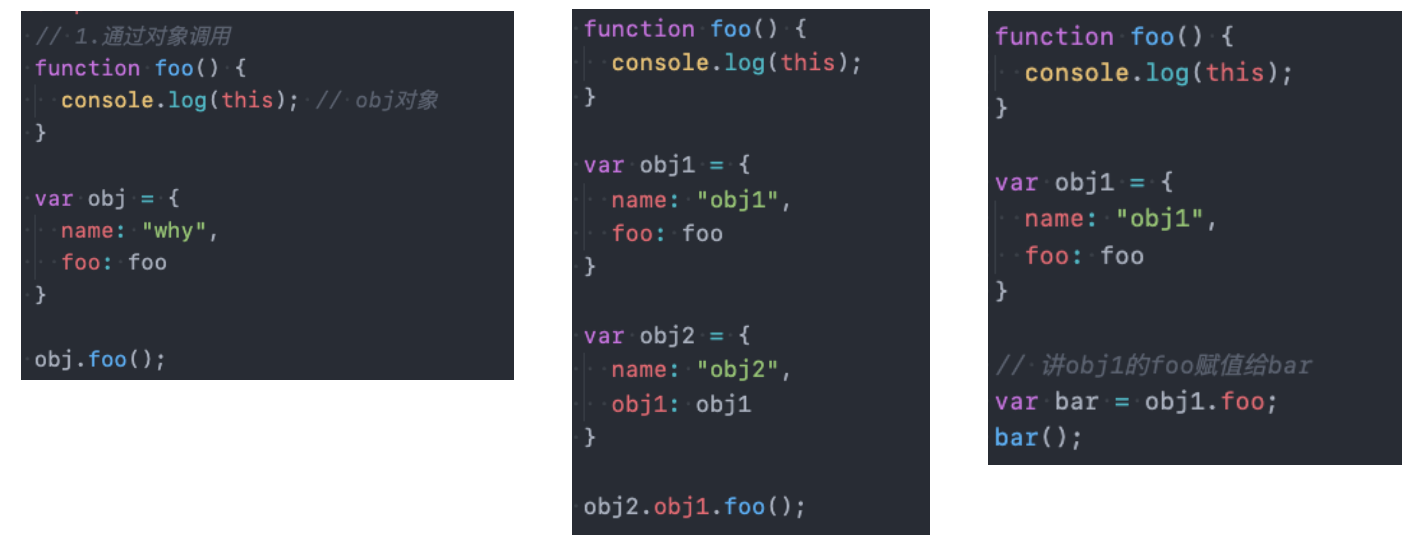 // 1.通过对象调用
function foo() {
  console.log(this); // obj对象
}

var obj = {
  name: "why",
  foo: foo
}

obj.foo();

function foo() {
  console.log(this);
}

var obj1 = {
  name: "obj1",
  foo: foo
}

var obj2 = {
  name: "obj2",
  obj1: obj1
}

obj2.obj1.foo();

function foo() {
  console.log(this);
}

var obj1 = {
  name: "obj1",
  foo: foo
}

// 讲obj1的foo赋值给bar
var bar = obj1.foo;
bar();